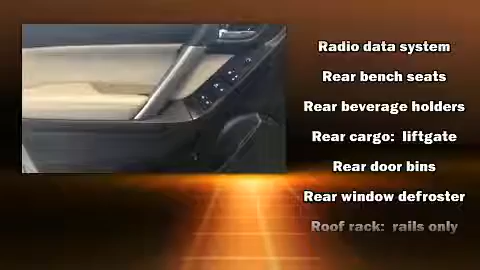 Radio data system
Rear bench seats
Rear beverage holders
Rear cargo:  liftgate
Rear door bins
Rear window defroster
Roof rack:  rails only